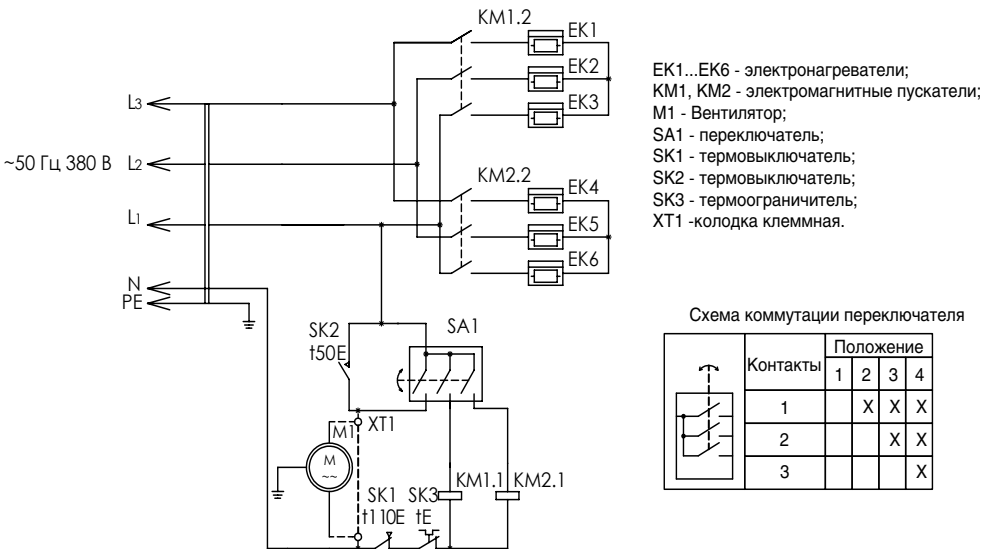 KM1.2
EK1
EK2
EK3
L3
~50 Гц 380 В L2
KM2.2
EK4
L1
EK5
EK6
N
PE
SK2
t50E
SA1
M1
XT1
M
~~
SK1
t110E
SK3
tE
KM1.1
KM2.1
EK1...EK6 - электронагреватели;
KM1, KM2 - электромагнитные пускатели;
M1 - Вентилятор;
SA1 - переключатель;
SK1 - термовыключатель;
SK2 - термовыключатель;
SK3 - термоограничитель;
XT1 -колодка клеммная.
Схема коммутации переключателя
Контакты Положение
1 2 3 4
1 X X X
2 X X
3 X